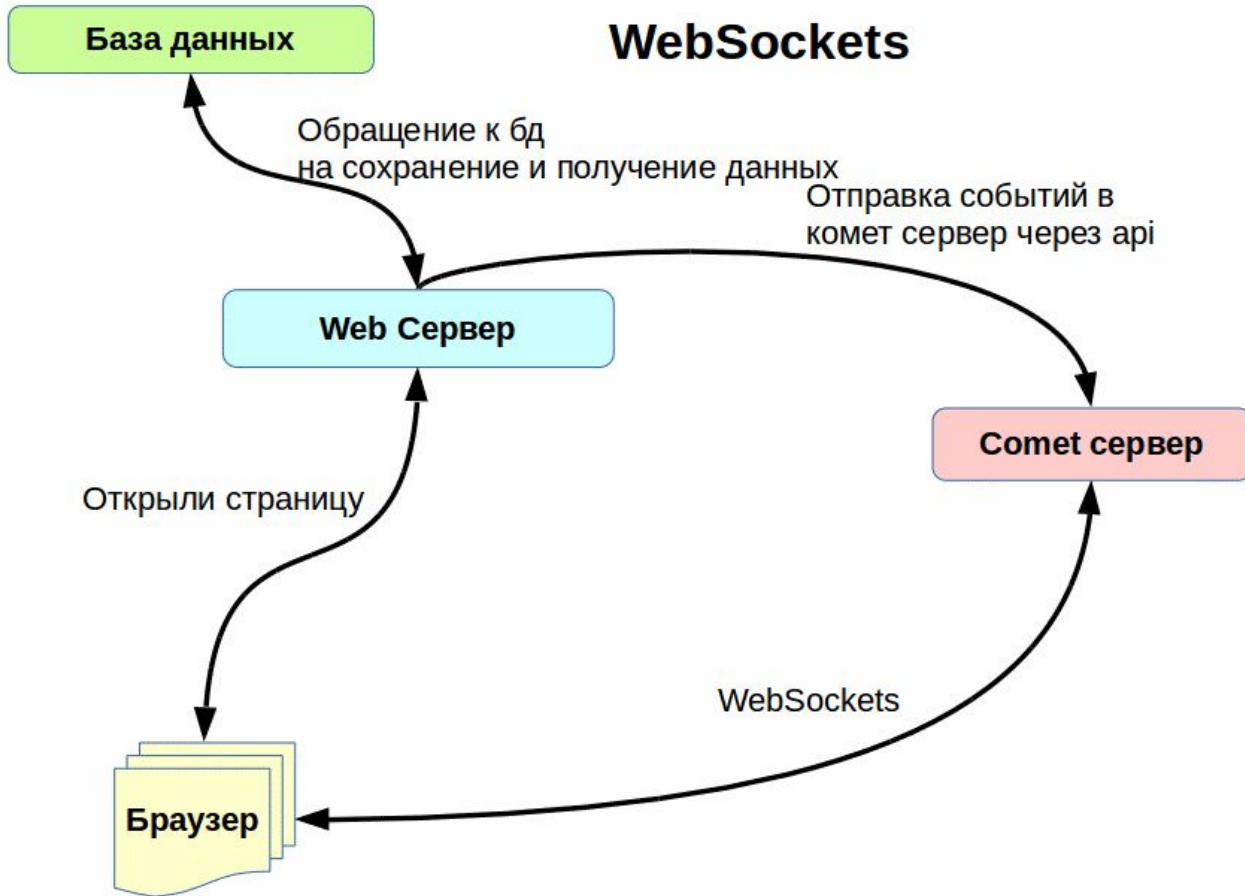 База данных
WebSockets
Обращение к бд
на сохранение и получение данных
Отправка событий в
комет сервер через api
Web Сервер
Comet сервер
Открыли страницу
WebSockets
Браузер